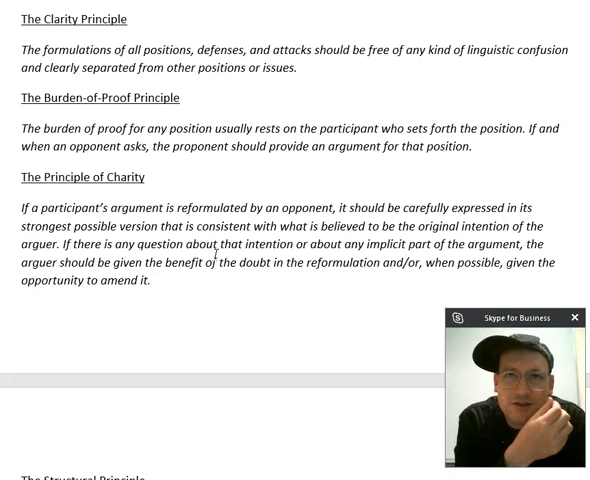 The Clarity Principle
The formulations of all positions, defenses, and attacks should be free of any kind of linguistic confusion
and clearly separated from other positions or issues.
The Burden-of-Proof Principle
The burden of proof for any position usually rests on the participant who sets forth the position. If and
when an opponent asks, the proponent should provide an argument for that position.
The Principle of Charity
If a participant's argument is reformulated by an opponent, it should be carefully expressed in its
strongest possible version that is consistent with what is believed to be the original intention of the
arguer. If there is any question about that intention or about any implicit part of the argument, the
arguer should be given the benefit of the doubt in the reformulation and/or, when possible, given the
opportunity to amend it.
Skype for Business
The Structural Principle